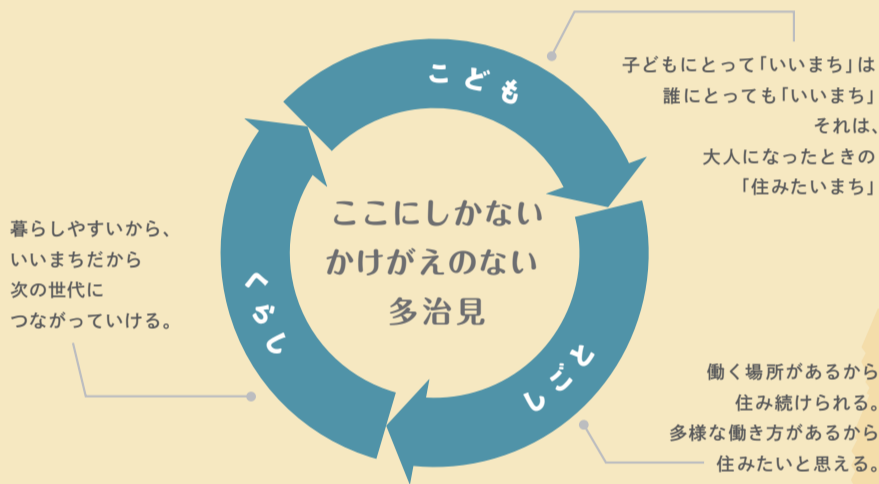 こども
子どもにとって「いいまち」は
誰にとっても「いいまち」
それは、
大人になったときの
「住みたいまち」
ここにしかない
かけがえのない
多治見
暮らしやすいから、
いいまちだから
次の世代に
つながっていける。
くらし
しごと
働く場所があるから
住み続けられる。
多様な働き方があるから
住みたいと思える。